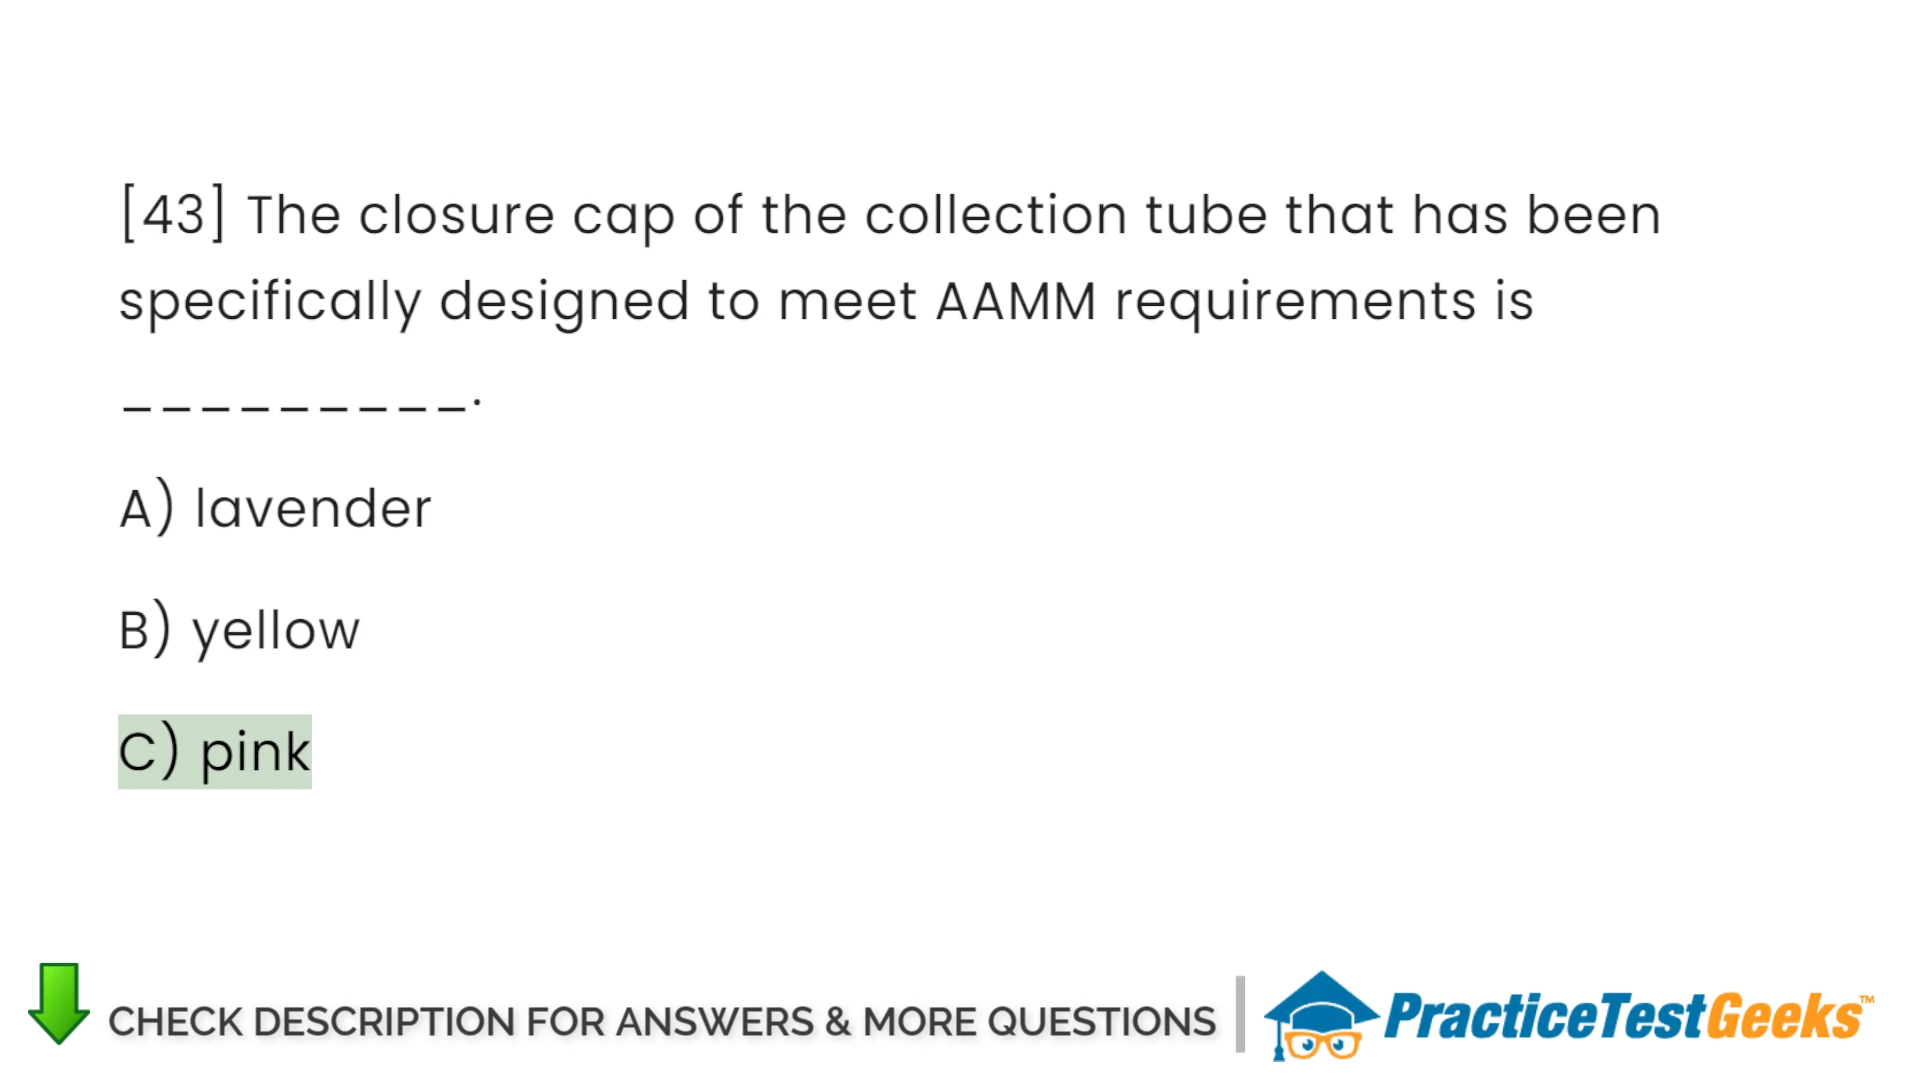 [43] The closure cap of the collection tube that has been
specifically designed to meet AAMM requirements is
_________.
A) lavender
B) yellow
C) pink
CHECK DESCRIPTION FOR ANSWERS & MORE QUESTIONS
PracticeTestGeeks™